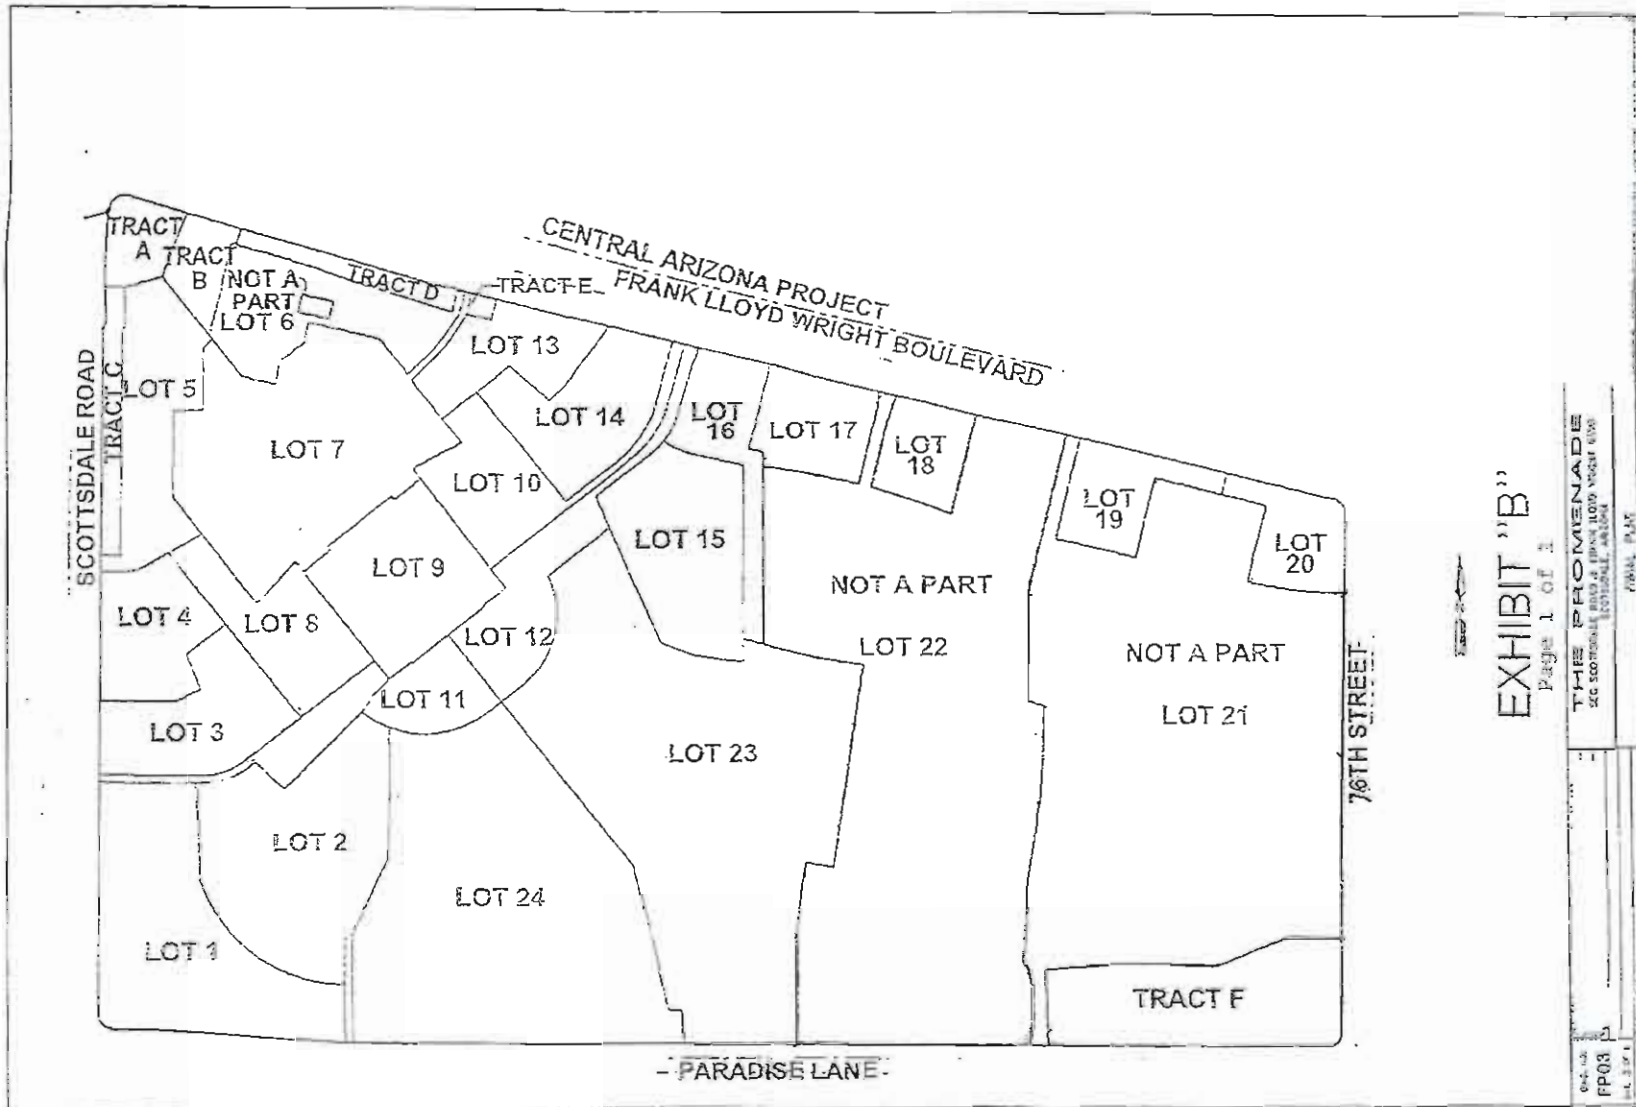 CENTRAL ARIZONA PROJECT
FRANK LLOYD WRIGHT BOULEVARD
SCOTTSDALE ROAD
TRACT
A
TRACT
B
NOT A
PART
LOT 6
TRACT D
TRACT E
TRACT C
LOT 5
LOT 7
LOT 13
LOT 14
LOT 10
LOT 16
LOT 17
LOT
18
LOT
19
LOT
20
LOT 15
LOT 9
LOT 8
LOT 4
LOT 12
LOT 11
LOT 3
NOT A PART
LOT 22
NOT A PART
LOT 21
LOT 23
LOT 2
LOT 24
LOT 1
TRACT F
76TH STREET
PARADISE LANE
EXHIBIT "B"
Page 1 of 1
THE PROMENADE
SCOTTSDALE, ARIZONA
FINAL PLAT
FP03